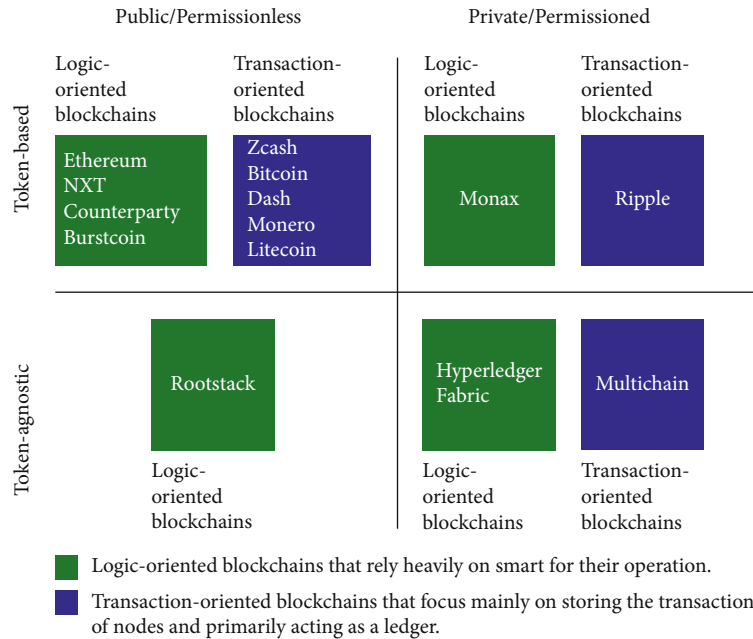 Public/Permissionless
Private/Permissioned
Token-based
Logic-
oriented
blockchains
Transaction-
oriented
blockchains
Logic-
oriented
blockchains
Transaction-
oriented
blockchains
Ethereum
NXT
Counterparty
Burstcoin
Zcash
Bitcoin
Dash
Monero
Litecoin
Monax
Ripple
Token-agnostic
Rootstack
Hyperledger
Fabric
Multichain
Logic-
oriented
blockchains
Logic-
oriented
blockchains
Transaction-
oriented
blockchains
Logic-oriented blockchains that rely heavily on smart for their operation.
Transaction-oriented blockchains that focus mainly on storing the transaction
of nodes and primarily acting as a ledger.